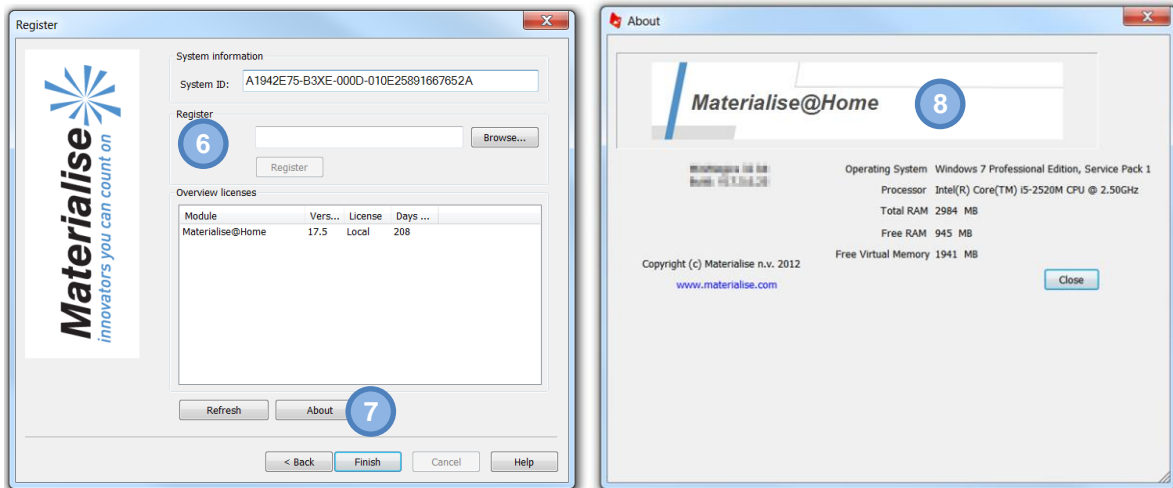 Register
System information
System ID: A1942E75-B3XE-000D-010E25891667652A
Register
6
Browse...
Register
Overview licenses
Module Vers... License Days ...
Materialise@Home 17.5 Local 208
Materialise
innovators you can count on
Refresh About 7
< Back Finish Cancel Help
About
Materialise@Home 8
Operating System Windows 7 Professional Edition, Service Pack 1
Processor Intel(R) Core(TM) i5-2520M CPU @ 2.50GHz
Total RAM 2984 MB
Free RAM 945 MB
Free Virtual Memory 1941 MB
Copyright (c) Materialise n.v. 2012
www.materialise.com
Close